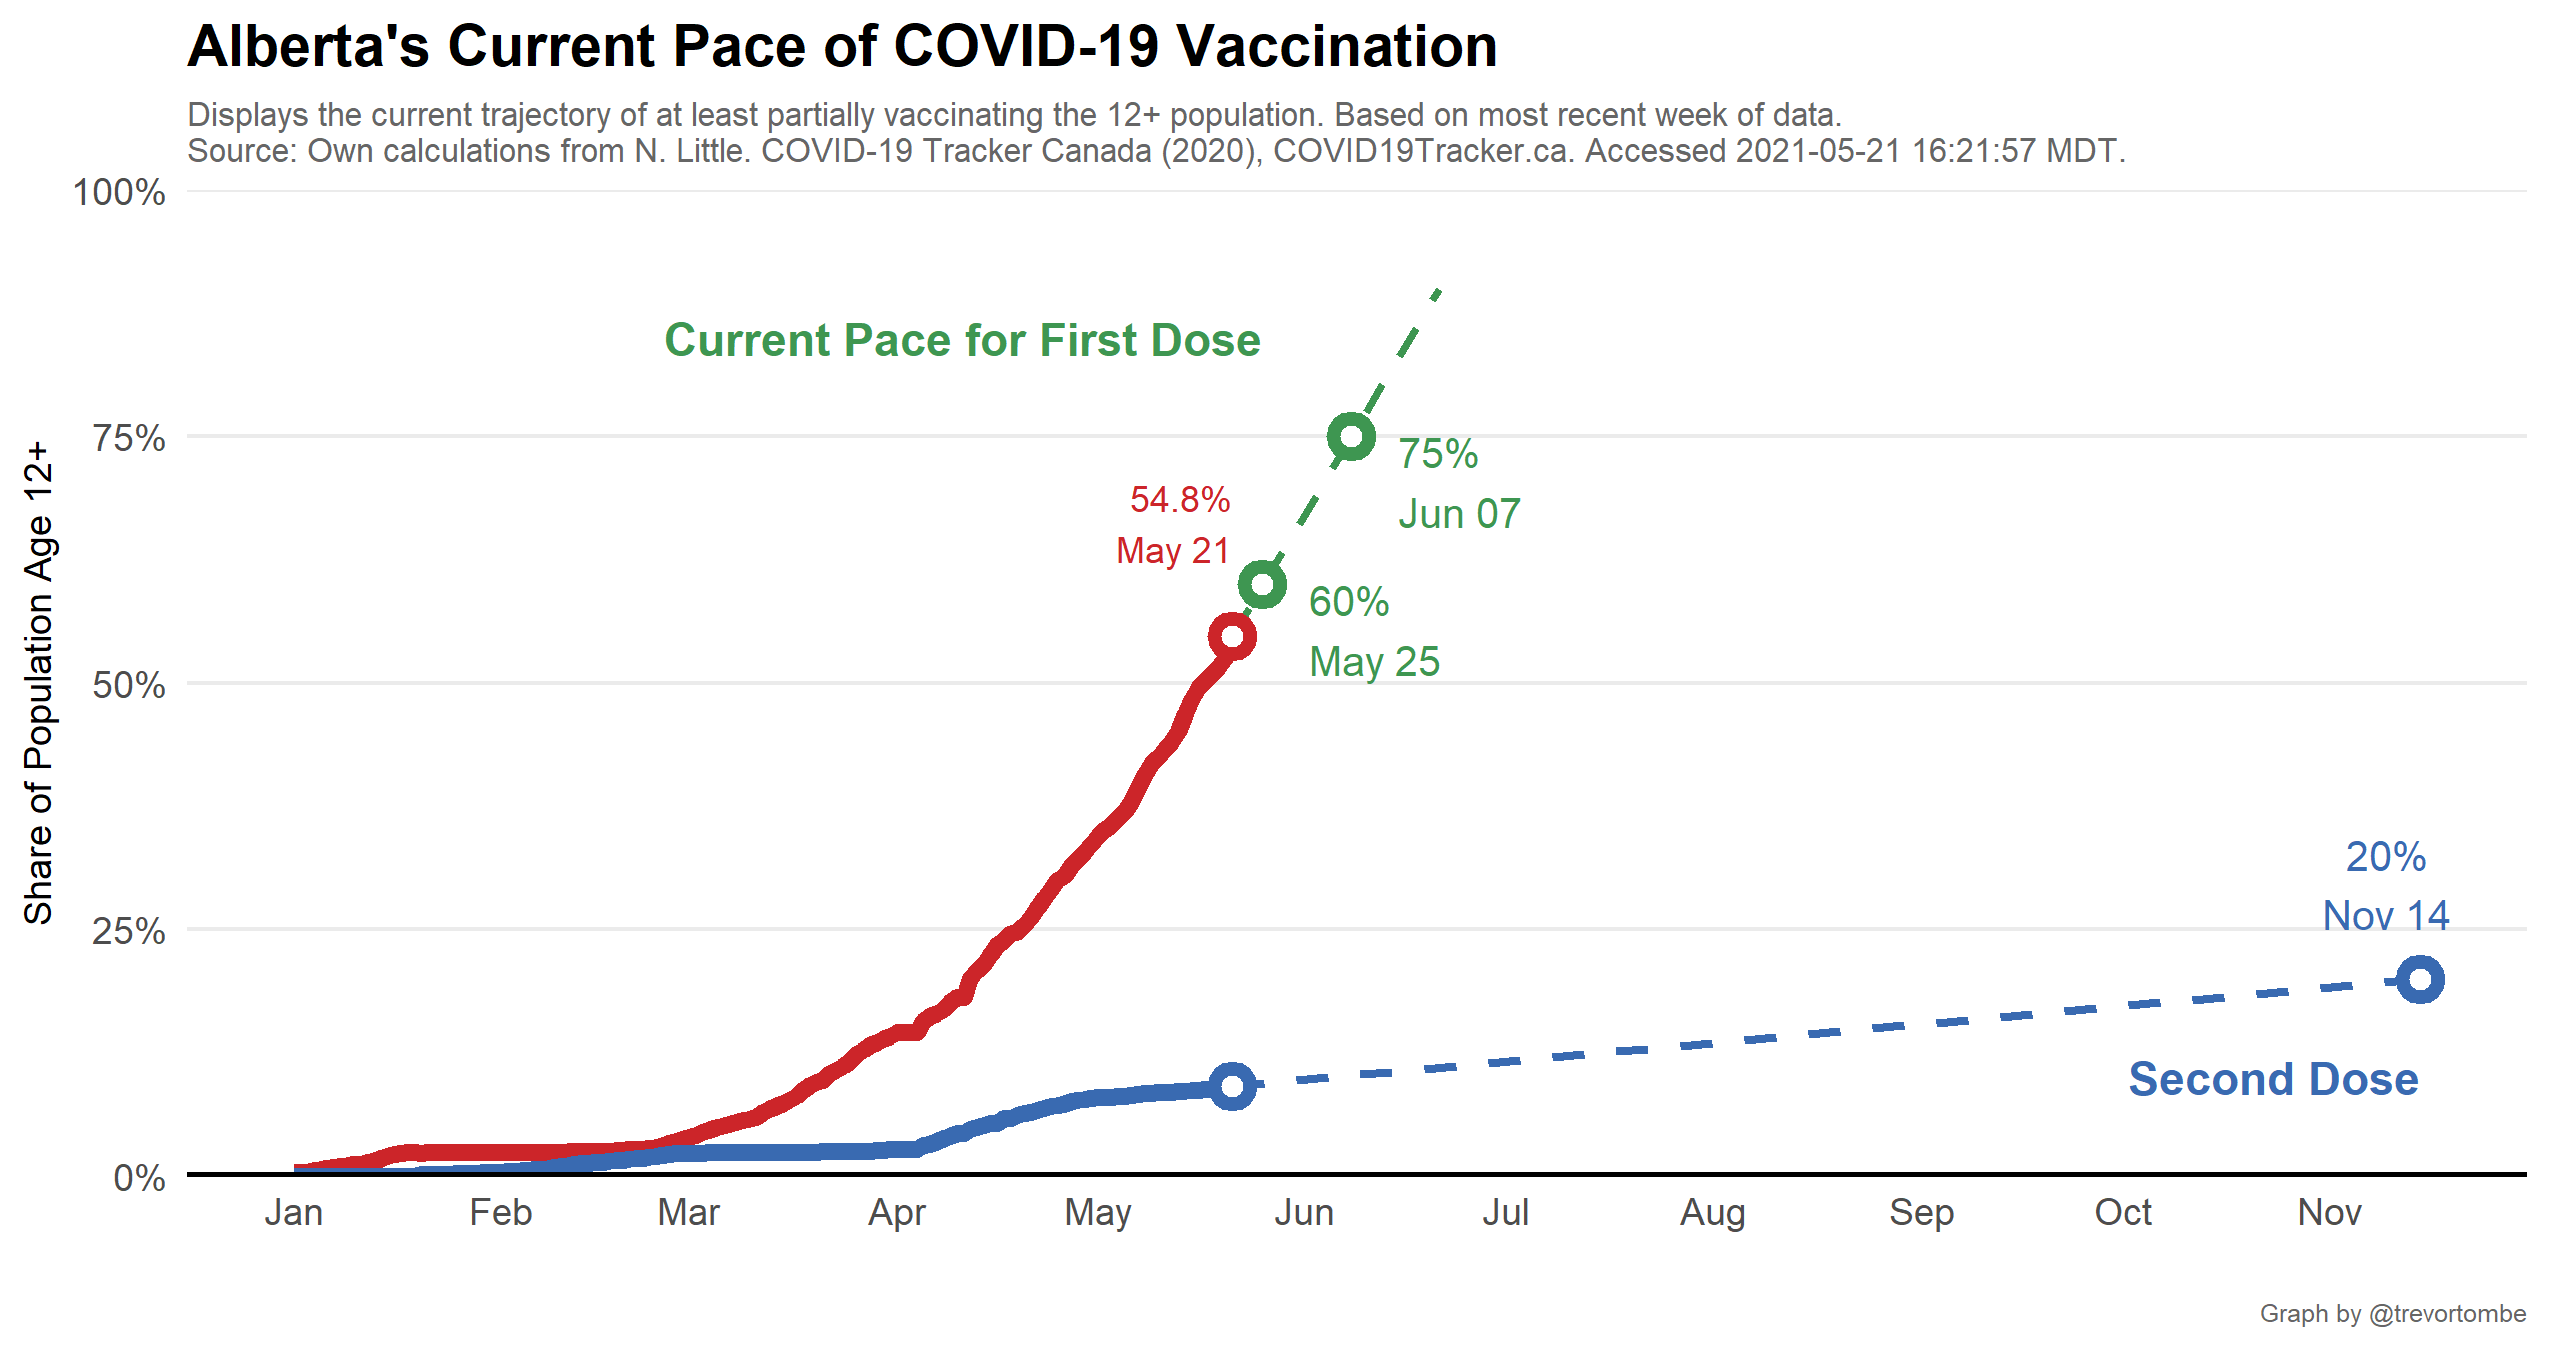 Alberta's Current Pace of COVID-19 Vaccination
Displays the current trajectory of at least partially vaccinating the 12+ population. Based on most recent week of data.
Source: Own calculations from N. Little. COVID-19 Tracker Canada (2020), COVID19Tracker.ca. Accessed 2021-05-21 16:21:57 MDT.
100%
75%
50%
25%
0%
Share of Population Age 12+
Current Pace for First Dose
75%
Jun 07
54.8%
May 21
60%
May 25
20%
Nov 14
Second Dose
Jan Feb Mar Apr May Jun Jul Aug Sep Oct Nov
Graph by @trevortombe